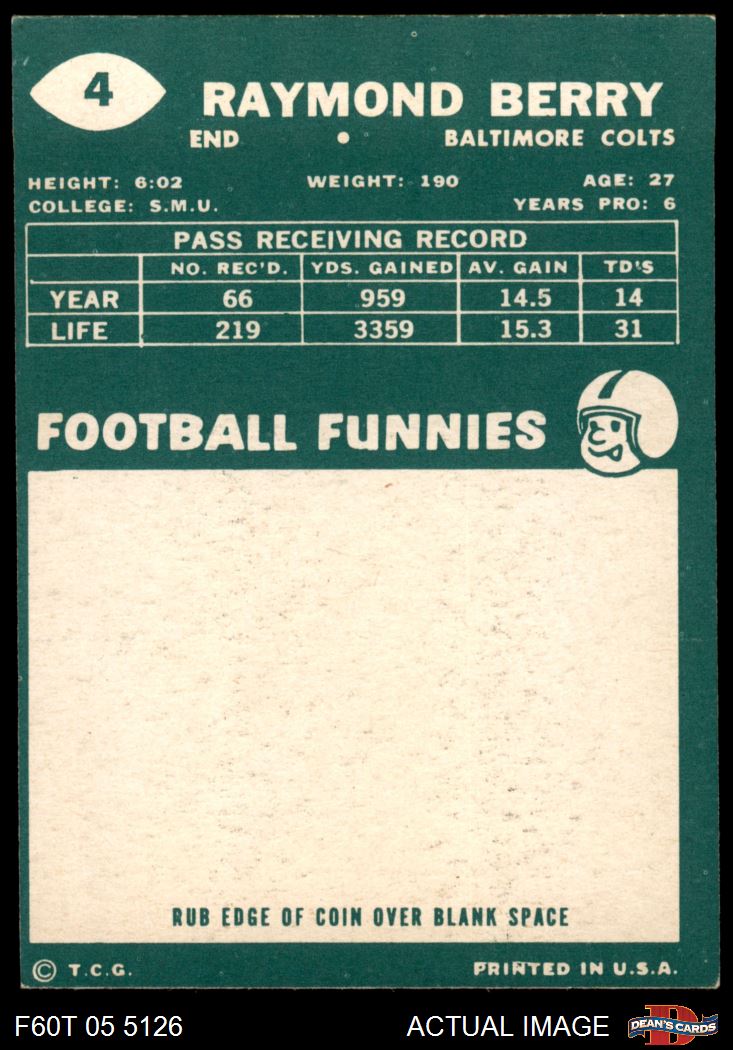 4
RAYMOND BERRY
END • BALTIMORE COLTS
HEIGHT: 6:02 WEIGHT: 190 AGE: 27
COLLEGE: S.M.U. YEARS PRO: 6
PASS RECEIVING RECORD
NO. REC'D. YDS. GAINED AV. GAIN TD'S
YEAR 66 959 14.5 14
LIFE 219 3359 15.3 31
FOOTBALL FUNNIES
RUB EDGE OF COIN OVER BLANK SPACE
© T.C.G. PRINTED IN U.S.A.
F60T 05 5126 ACTUAL IMAGE D DEAN'S CARDS